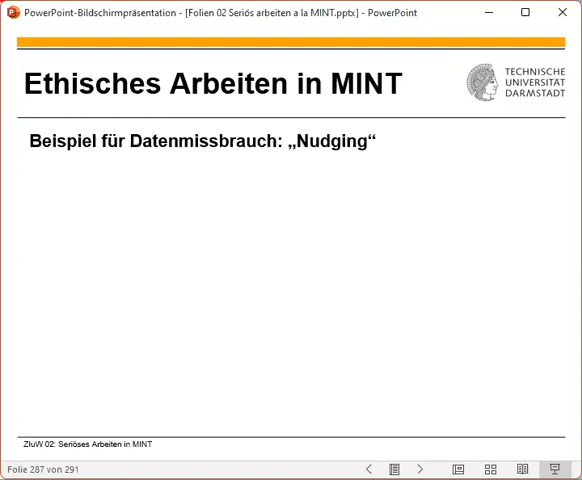 PowerPoint-Bildschirmpräsentation - [Folien 02 Seriös arbeiten a la MINT.pptx] - PowerPoint
Ethisches Arbeiten in MINT
TECHNISCHE
UNIVERSITÄT
DARMSTADT
Beispiel für Datenmissbrauch: „Nudging“
ZIuW 02: Seriöses Arbeiten in MINT
Folie 287 von 291